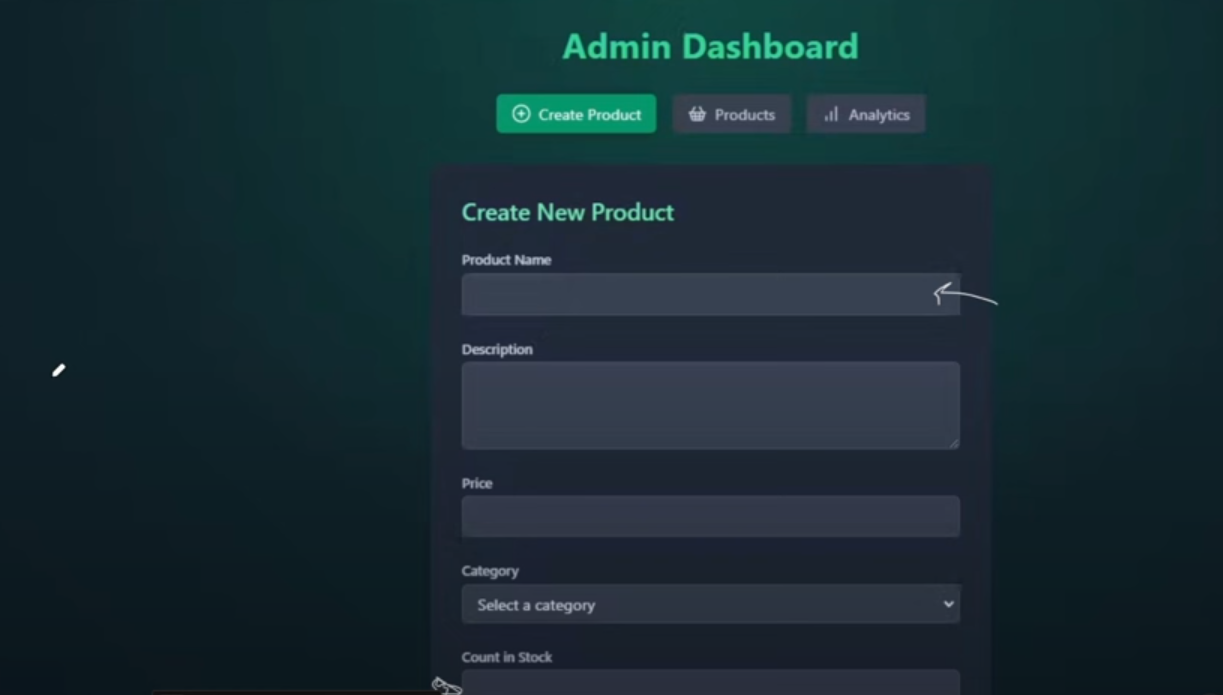 Admin Dashboard
Create Product Products Analytics
Create New Product
Product Name
Description
Price
Category
Select a category
Count in Stock